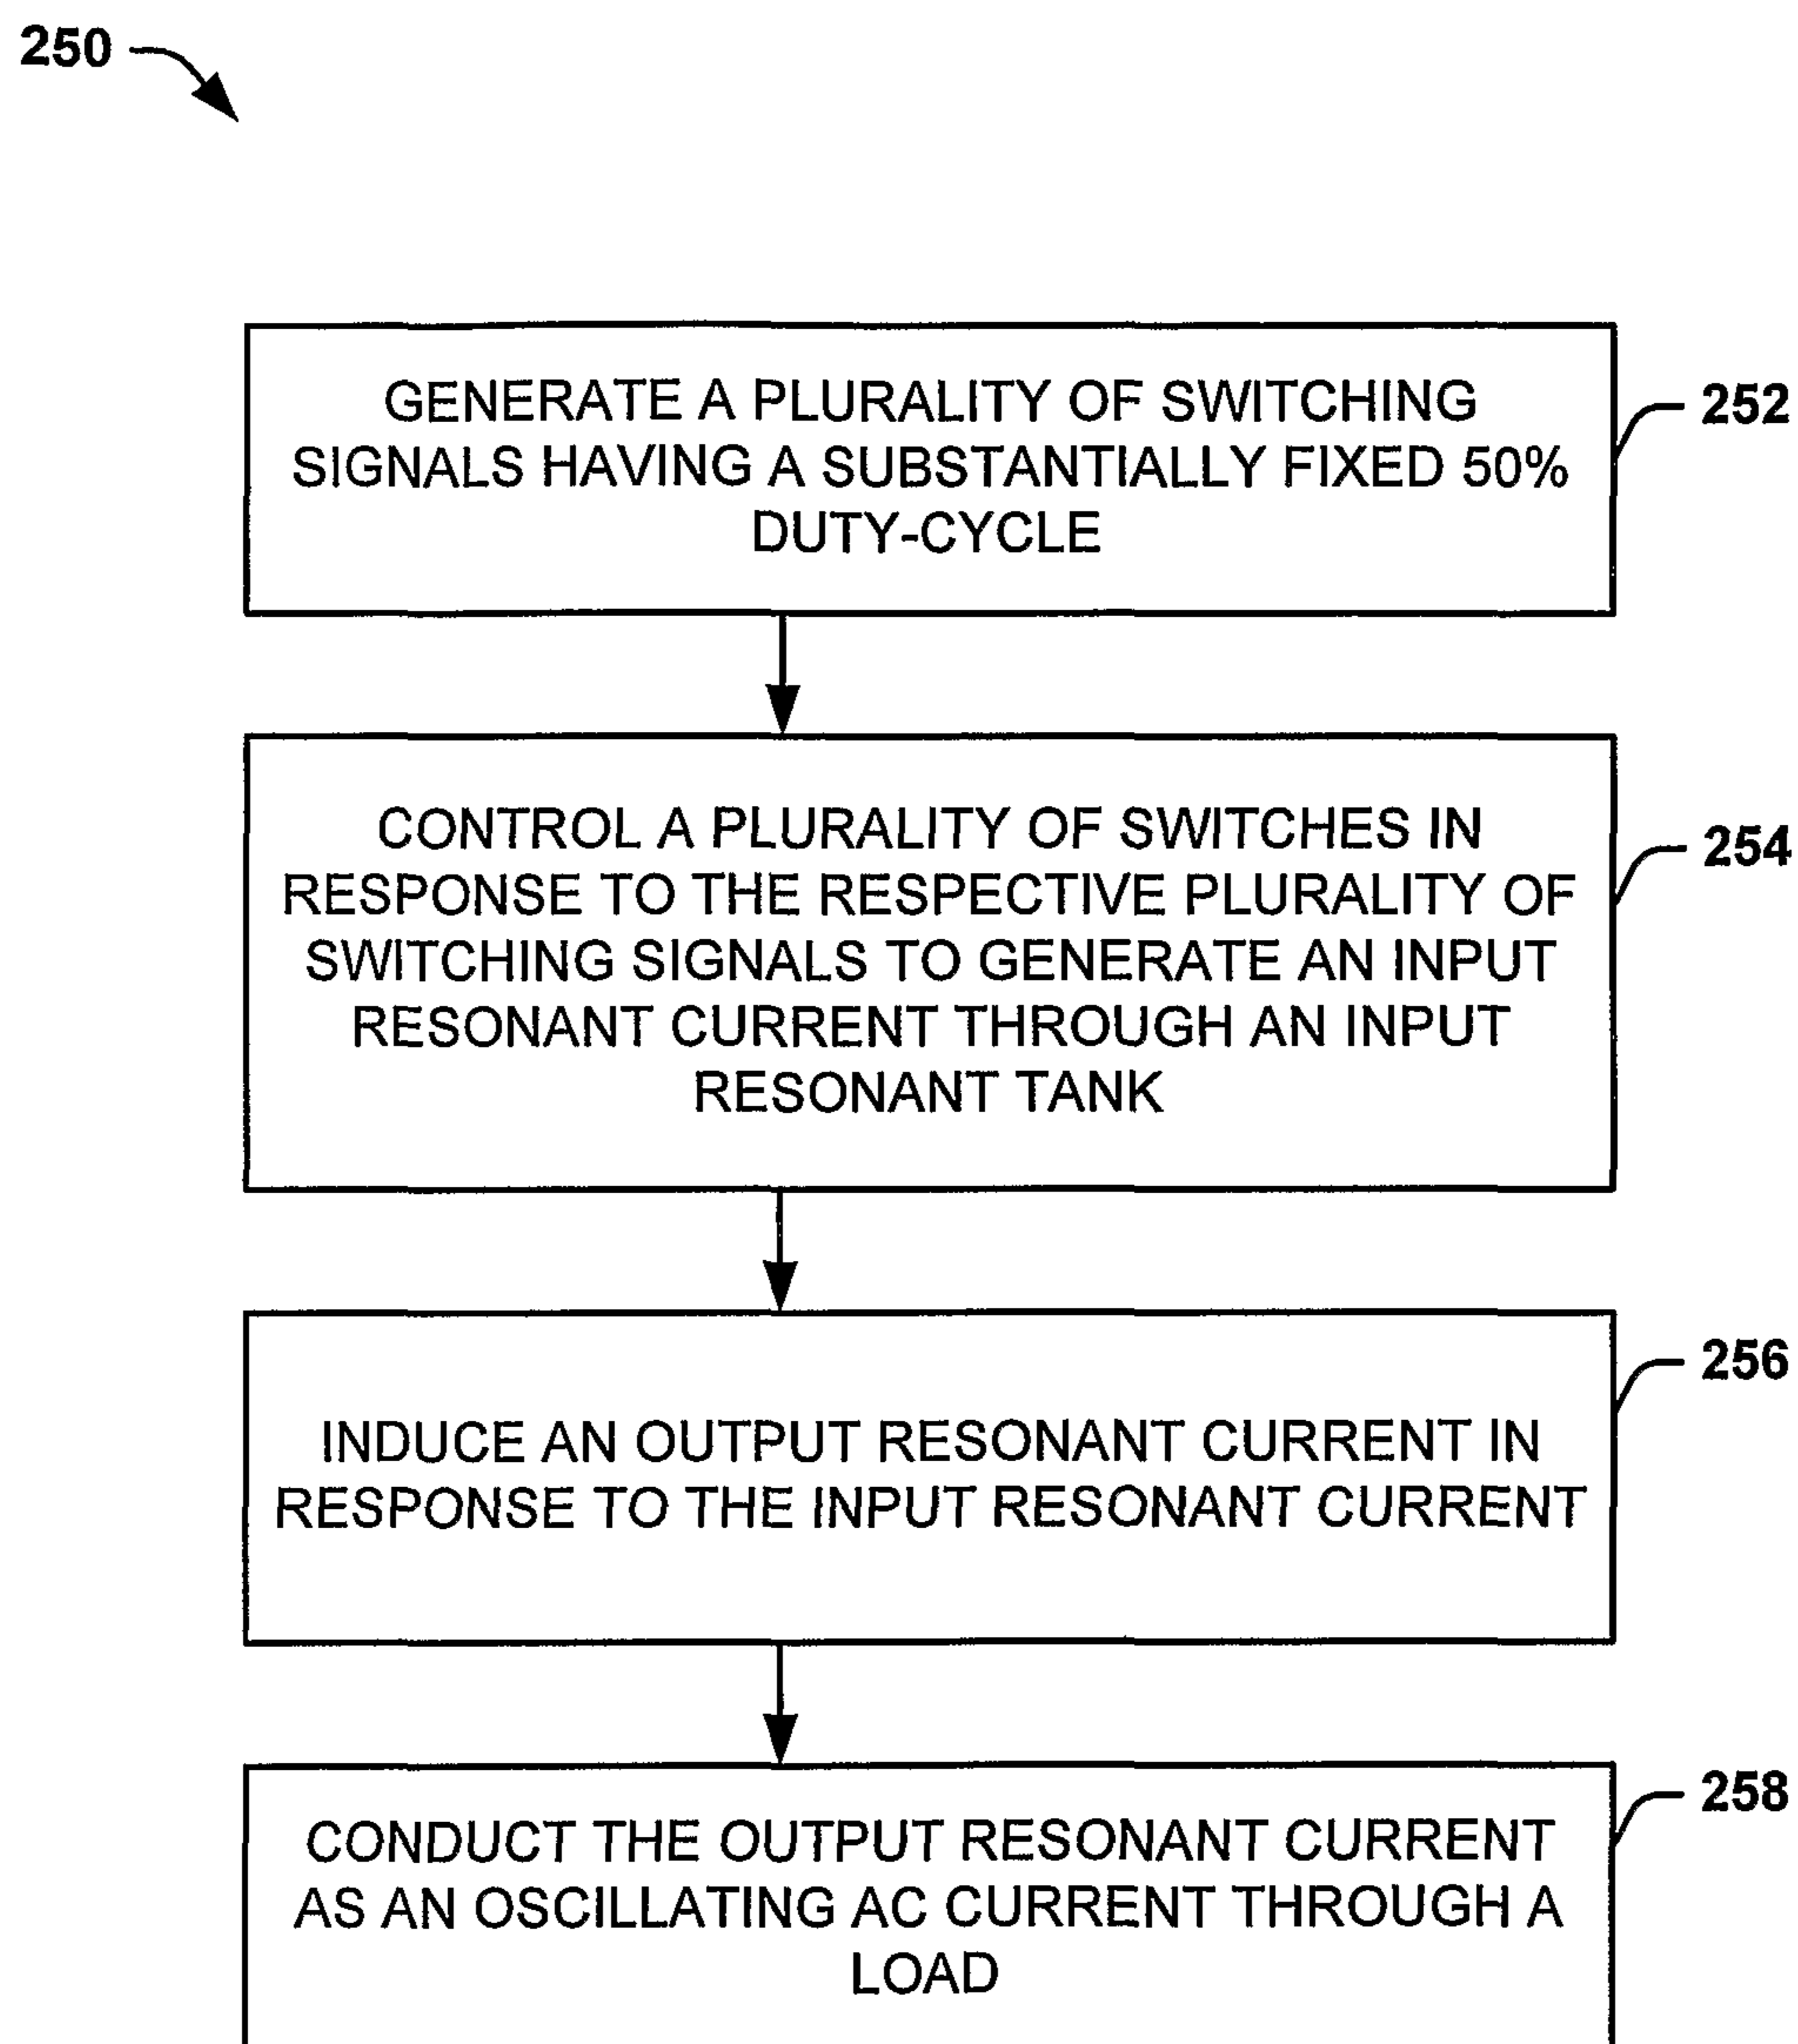 250
GENERATE A PLURALITY OF SWITCHING
SIGNALS HAVING A SUBSTANTIALLY FIXED 50%
DUTY-CYCLE
252
CONTROL A PLURALITY OF SWITCHES IN
RESPONSE TO THE RESPECTIVE PLURALITY OF
SWITCHING SIGNALS TO GENERATE AN INPUT
RESONANT CURRENT THROUGH AN INPUT
RESONANT TANK
254
INDUCE AN OUTPUT RESONANT CURRENT IN
RESPONSE TO THE INPUT RESONANT CURRENT
256
CONDUCT THE OUTPUT RESONANT CURRENT
AS AN OSCILLATING AC CURRENT THROUGH A
LOAD
258